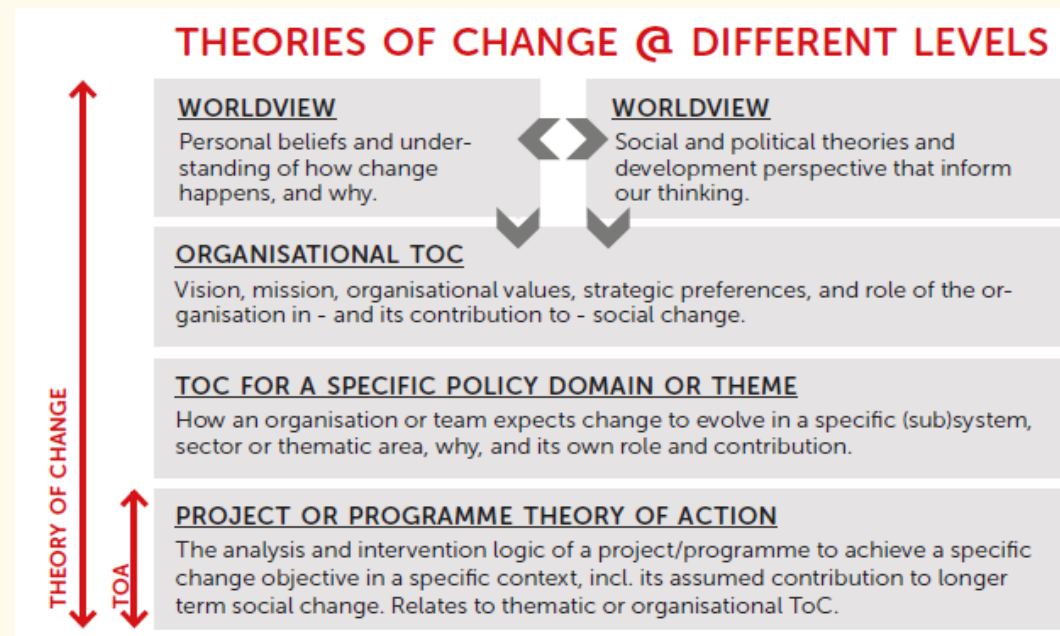 THEORIES OF CHANGE @ DIFFERENT LEVELS
WORLDVIEW
Personal beliefs and under-
standing of how change
happens, and why.
WORLDVIEW
Social and political theories and
development perspective that inform
our thinking.
ORGANISATIONAL TOC
Vision, mission, organisational values, strategic preferences, and role of the or-
ganisation in - and its contribution to - social change.
TOC FOR A SPECIFIC POLICY DOMAIN OR THEME
How an organisation or team expects change to evolve in a specific (sub)system,
sector or thematic area, why, and its own role and contribution.
PROJECT OR PROGRAMME THEORY OF ACTION
The analysis and intervention logic of a project/programme to achieve a specific
change objective in a specific context, incl. its assumed contribution to longer
term social change. Relates to thematic or organisational ToC.
THEORY OF CHANGE
TOA